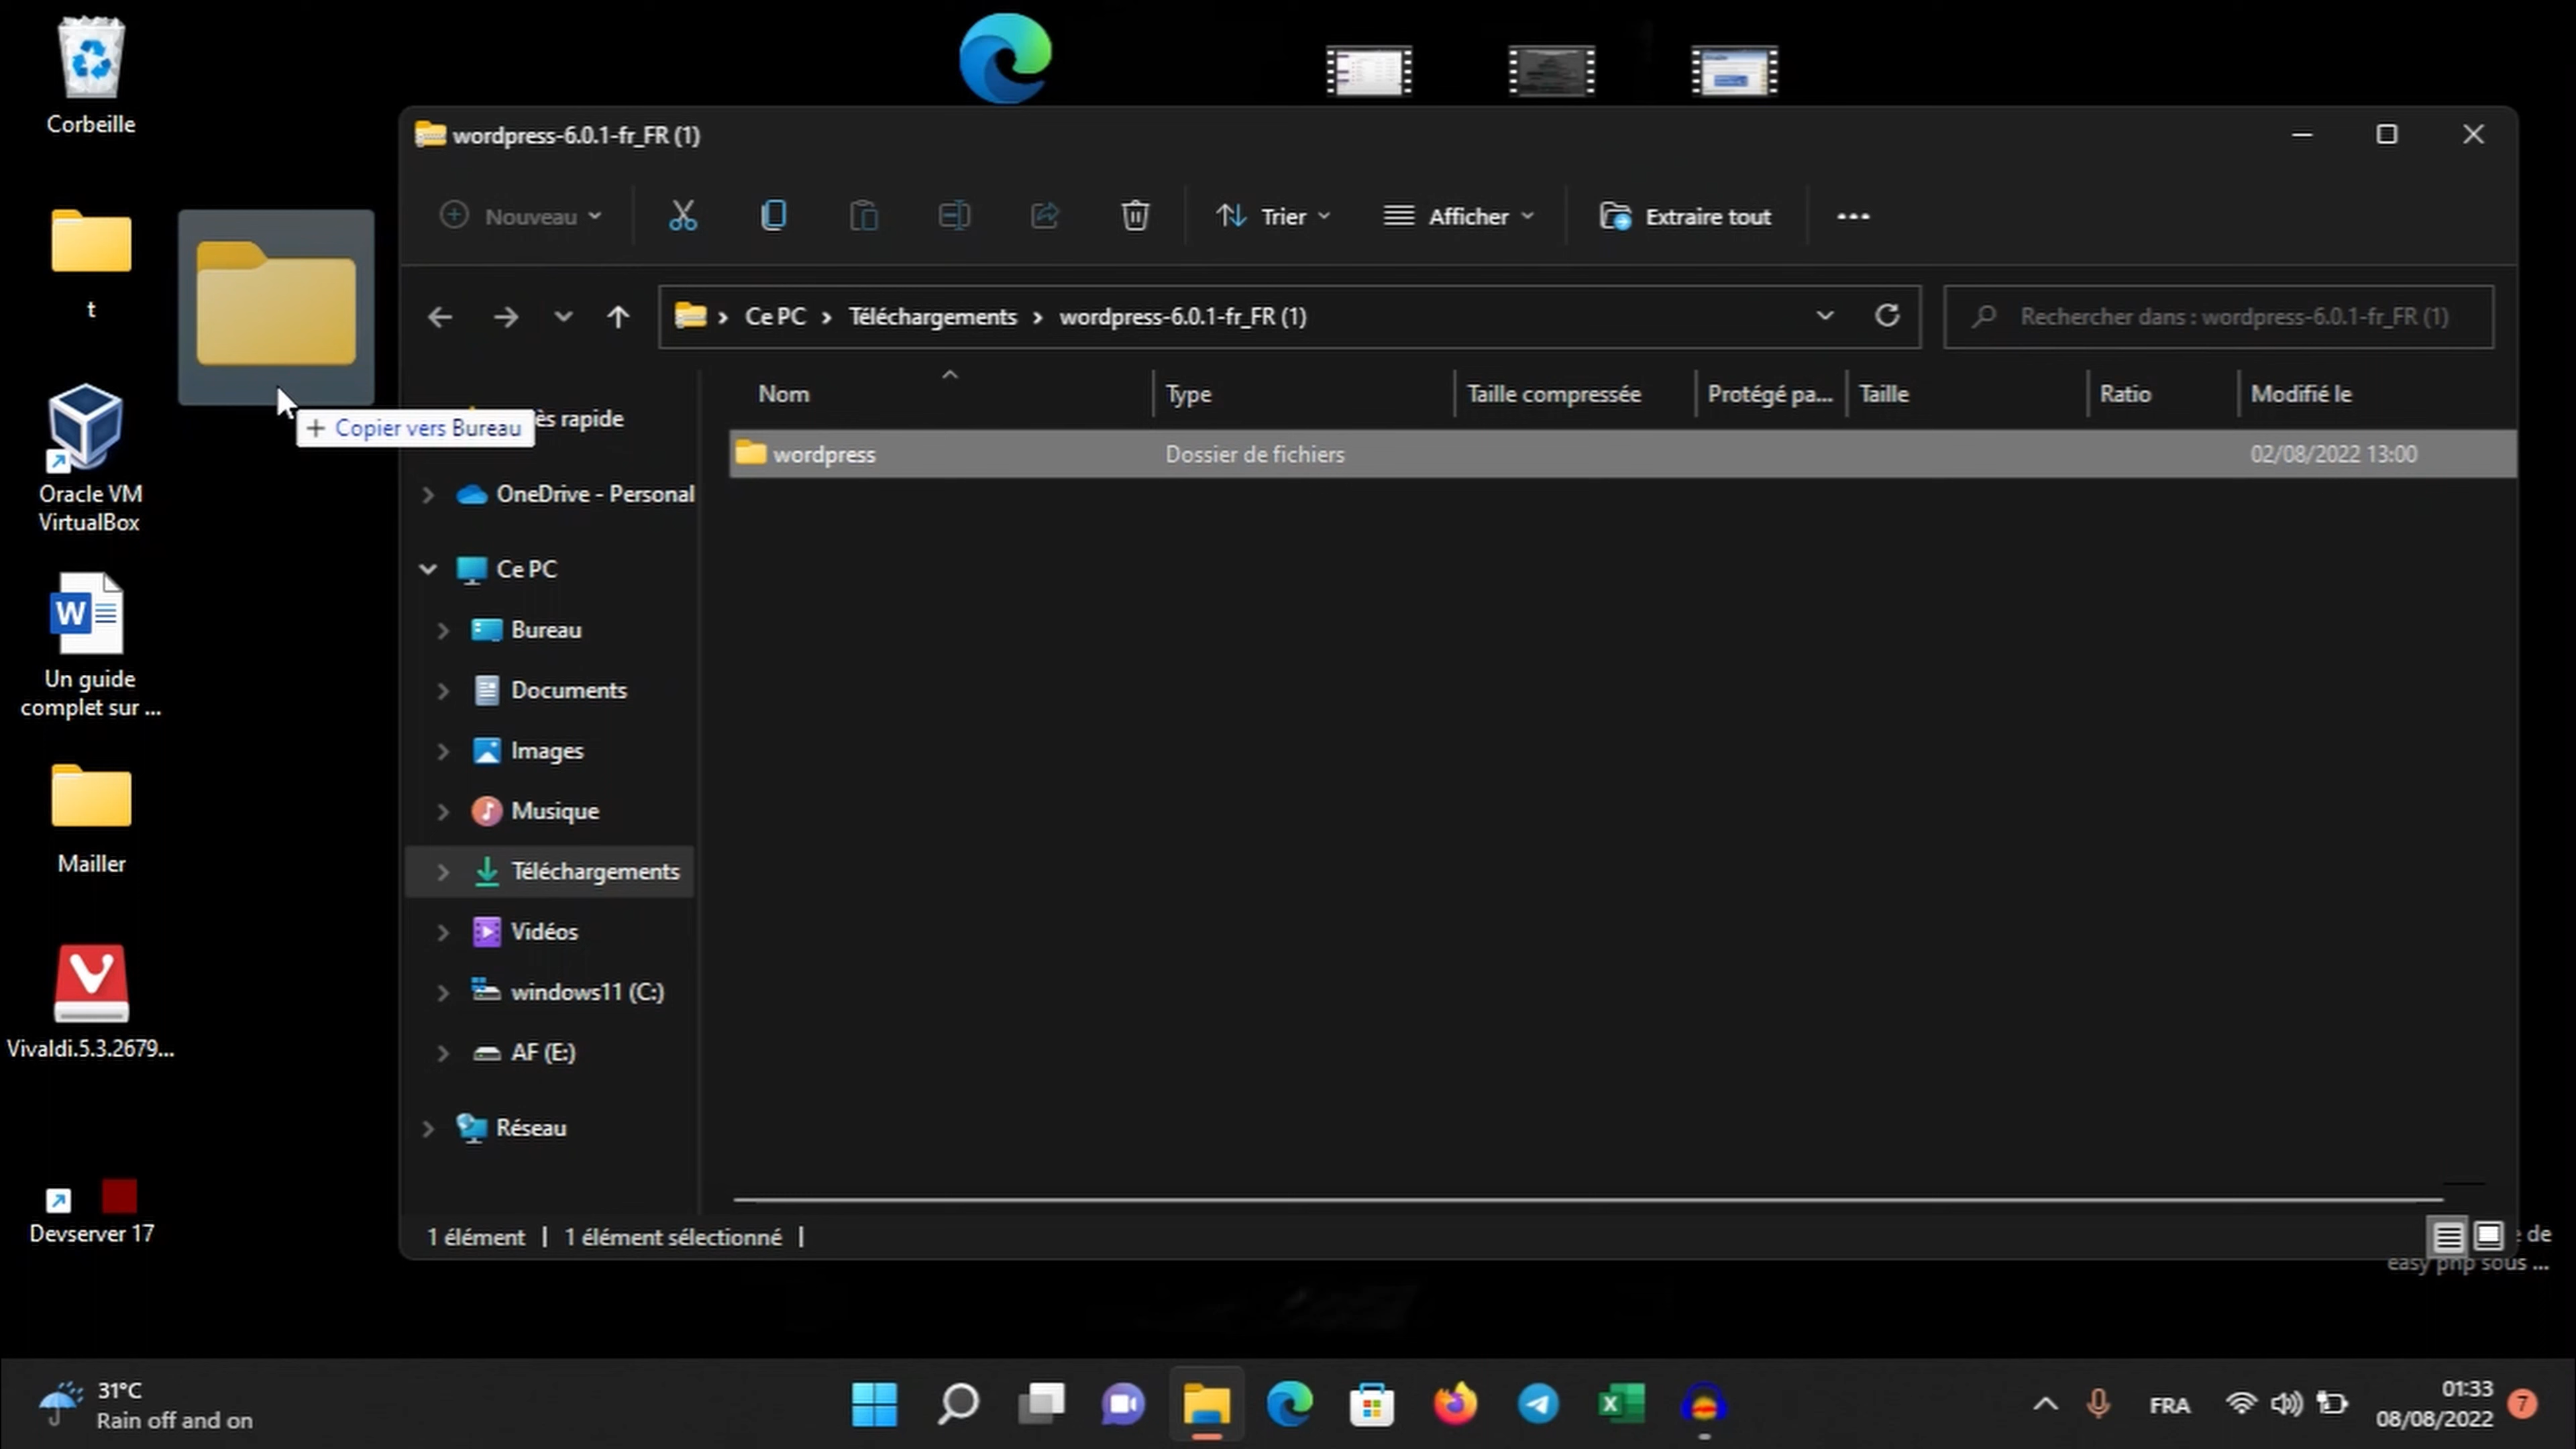 Corbeille
t
Oracle VM
VirtualBox
Un guide
complet sur ...
Mailler
Vivaldi.5.3.2679...
Devserver 17
wordpress-6.0.1-fr_FR (1)
Nouveau
Trier
Afficher
Extraire tout
Ce PC
Téléchargements
wordpress-6.0.1-fr_FR (1)
Rechercher dans : wordpress-6.0.1-fr_FR (1)
Nom
Type
Taille compressée
Protégé pa...
Taille
Ratio
Modifié le
wordpress
Dossier de fichiers
02/08/2022 13:00
+ Copier vers Bureau
ès rapide
OneDrive - Personal
Ce PC
Bureau
Documents
Images
Musique
Téléchargements
Vidéos
windows11 (C:)
AF (E:)
Réseau
1 élément
1 élément sélectionné
de
easy php sous ...
31°C
Rain off and on
FRA
01:33
08/08/2022
7